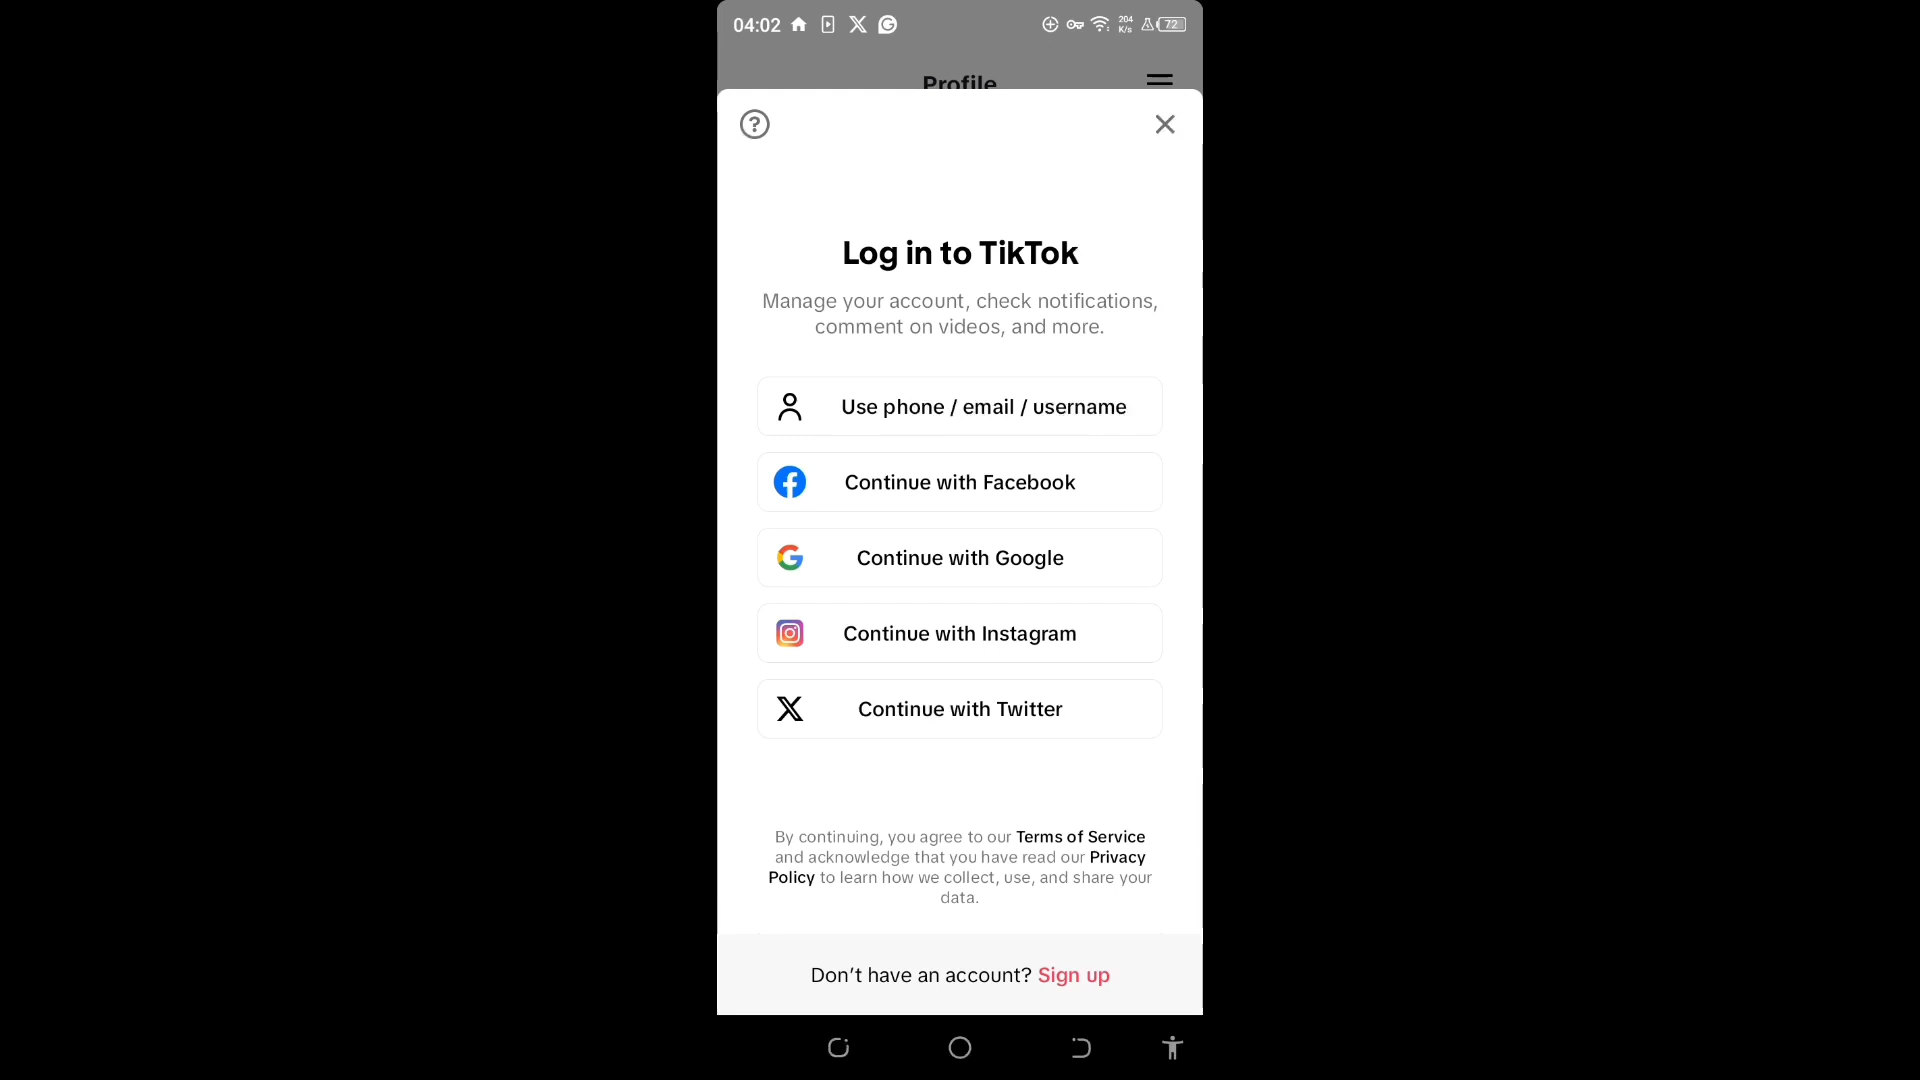 04:02
204
K/s
72
Profile
Log in to TikTok
Manage your account, check notifications,
comment on videos, and more.
Use phone / email / username
Continue with Facebook
Continue with Google
Continue with Instagram
Continue with Twitter
By continuing, you agree to our Terms of Service
and acknowledge that you have read our Privacy
Policy to learn how we collect, use, and share your
data.
Don’t have an account? Sign up